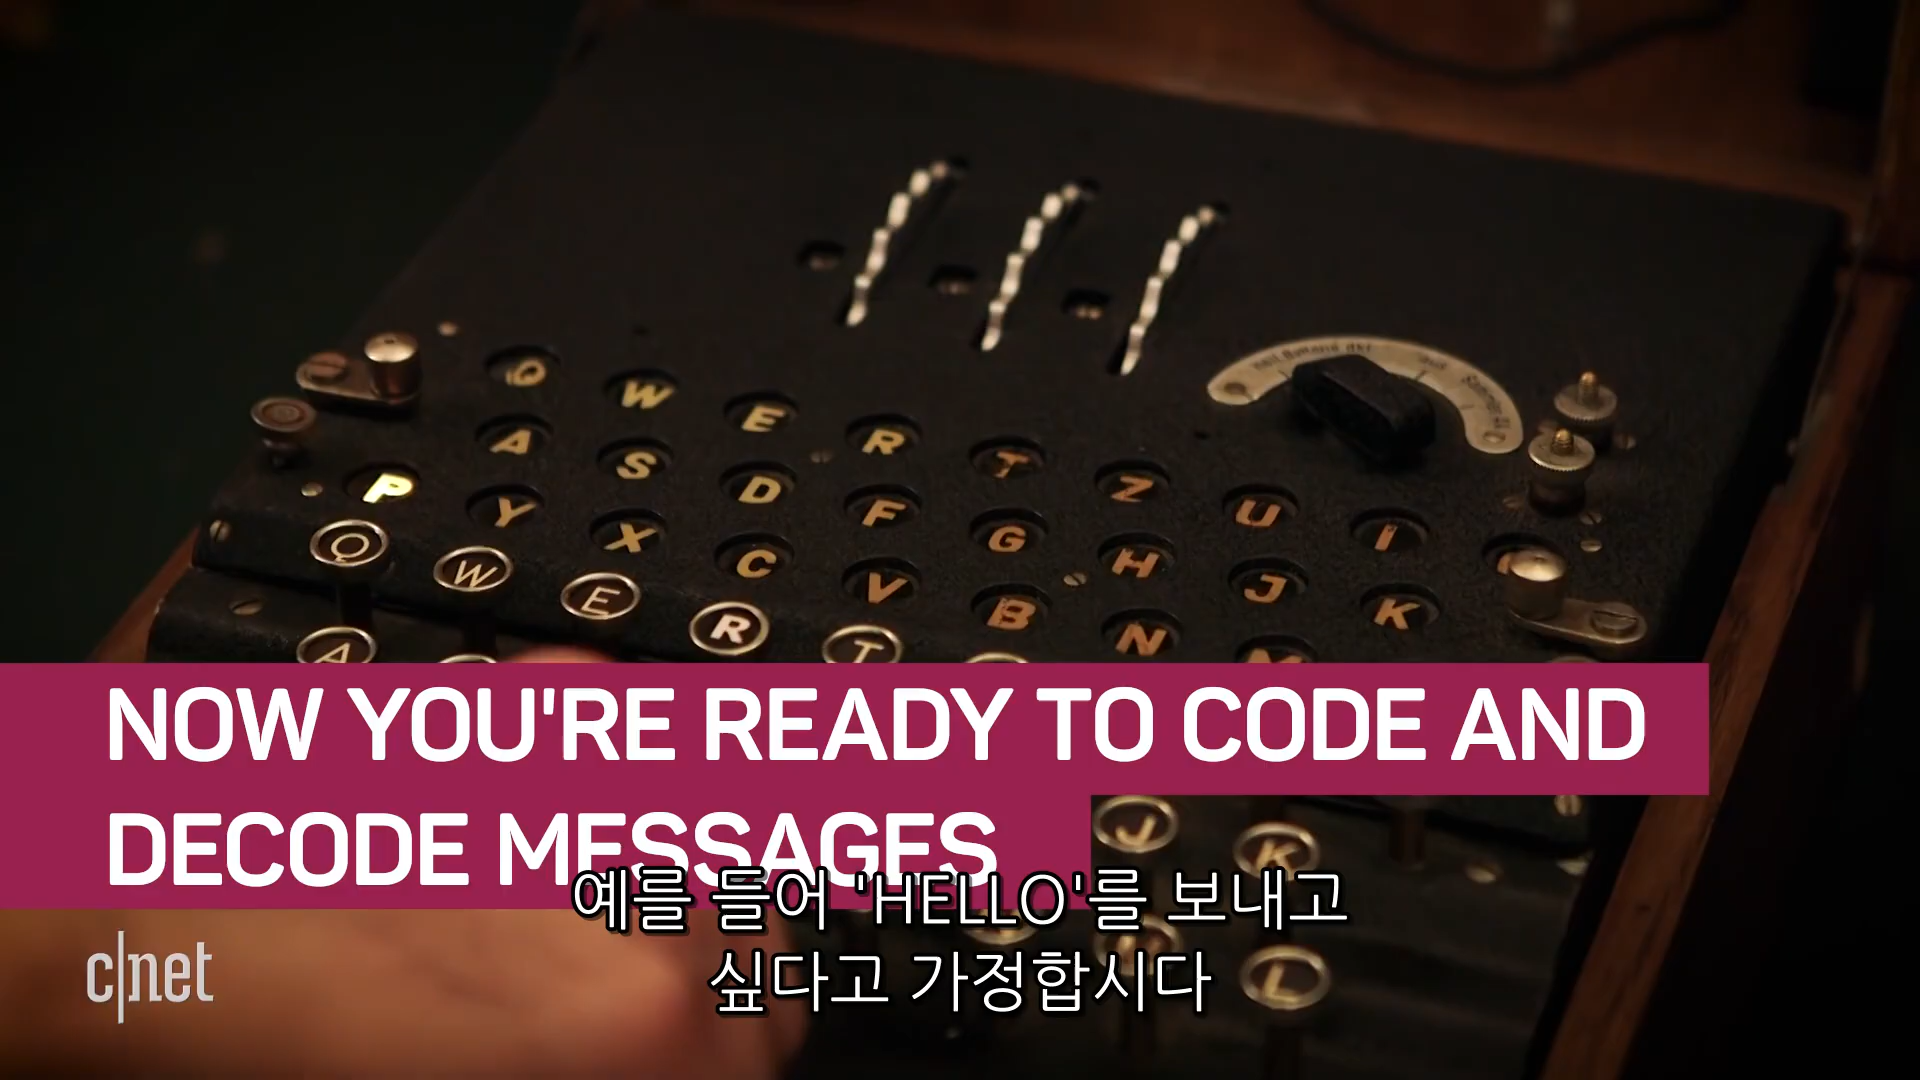 Q W E R T Z U I
A S D F G H J K
P Y X C V B N M
Q W E R T
A
NOW YOU'RE READY TO CODE AND
DECODE MESSAGES
J K
L
예를 들어 'HELLO'를 보내고
싶다고 가정합시다
c|net